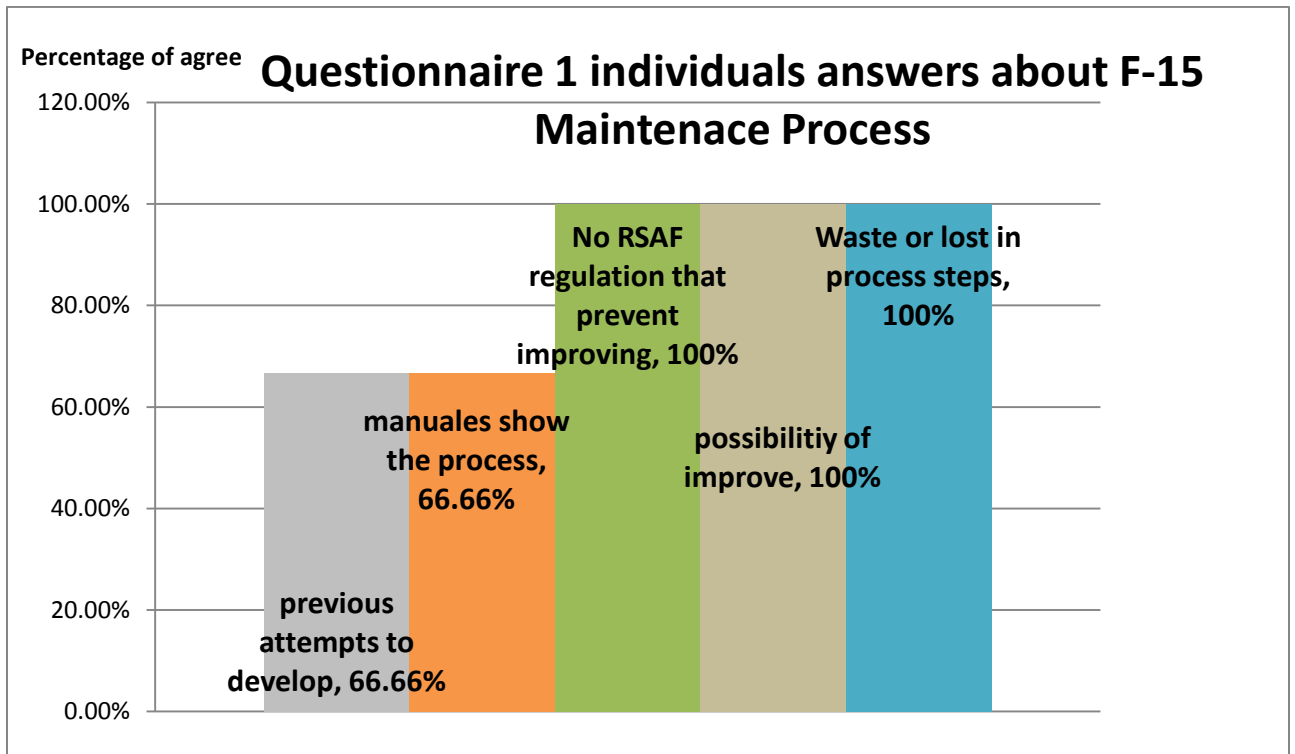 Percentage of agree
Questionnaire 1 individuals answers about F-15
Maintenace Process
120.00%
100.00%
80.00%
60.00%
40.00%
20.00%
0.00%
previous
attempts to
develop, 66.66%
manuales show
the process,
66.66%
No RSAF
regulation that
prevent
improving, 100%
possibilitiy of
improve, 100%
Waste or lost in
process steps,
100%